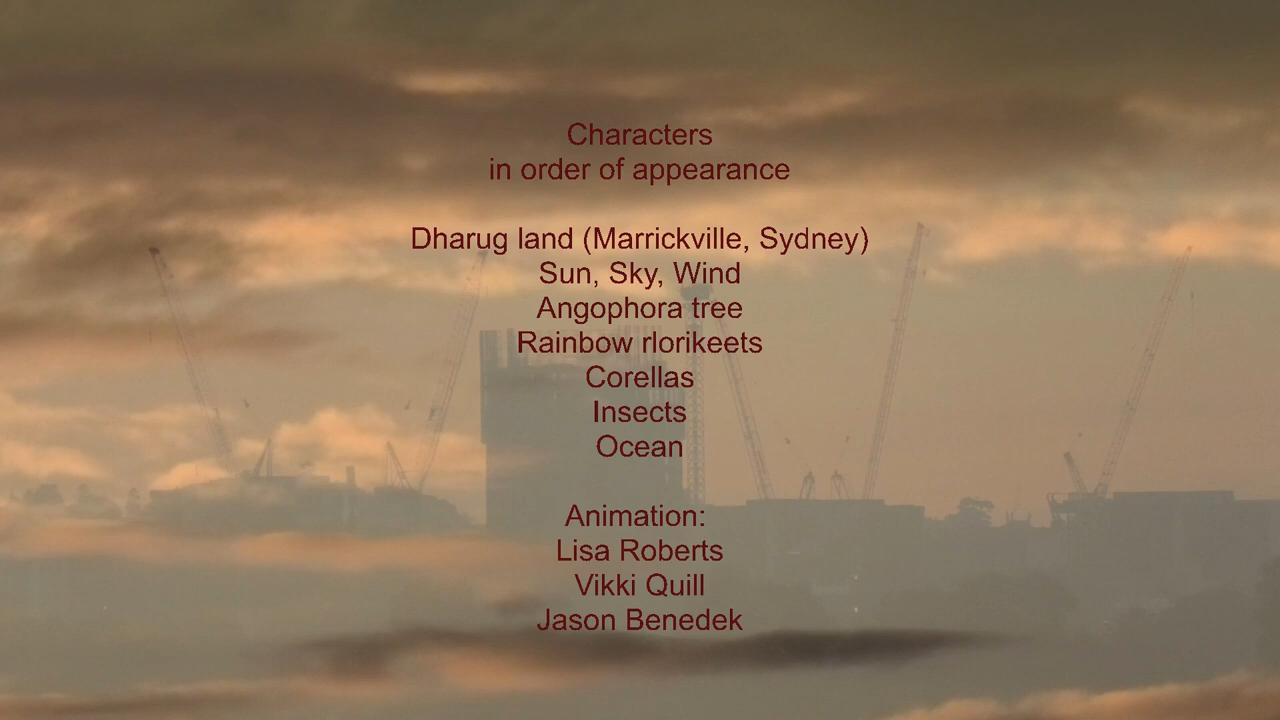 Characters
in order of appearance
Dharug land (Marrickville, Sydney)
Sun, Sky, Wind
Angophora tree
Rainbow rlorikeets
Corellas
Insects
Ocean
Animation:
Lisa Roberts
Vikki Quill
Jason Benedek